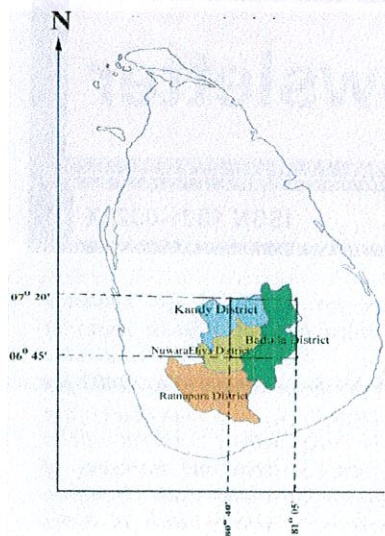 N
07° 20'
Kandy District
Badulla District
06° 45'
NuwaraEliya District
Ratnapura District
80° 40'
81° 05'